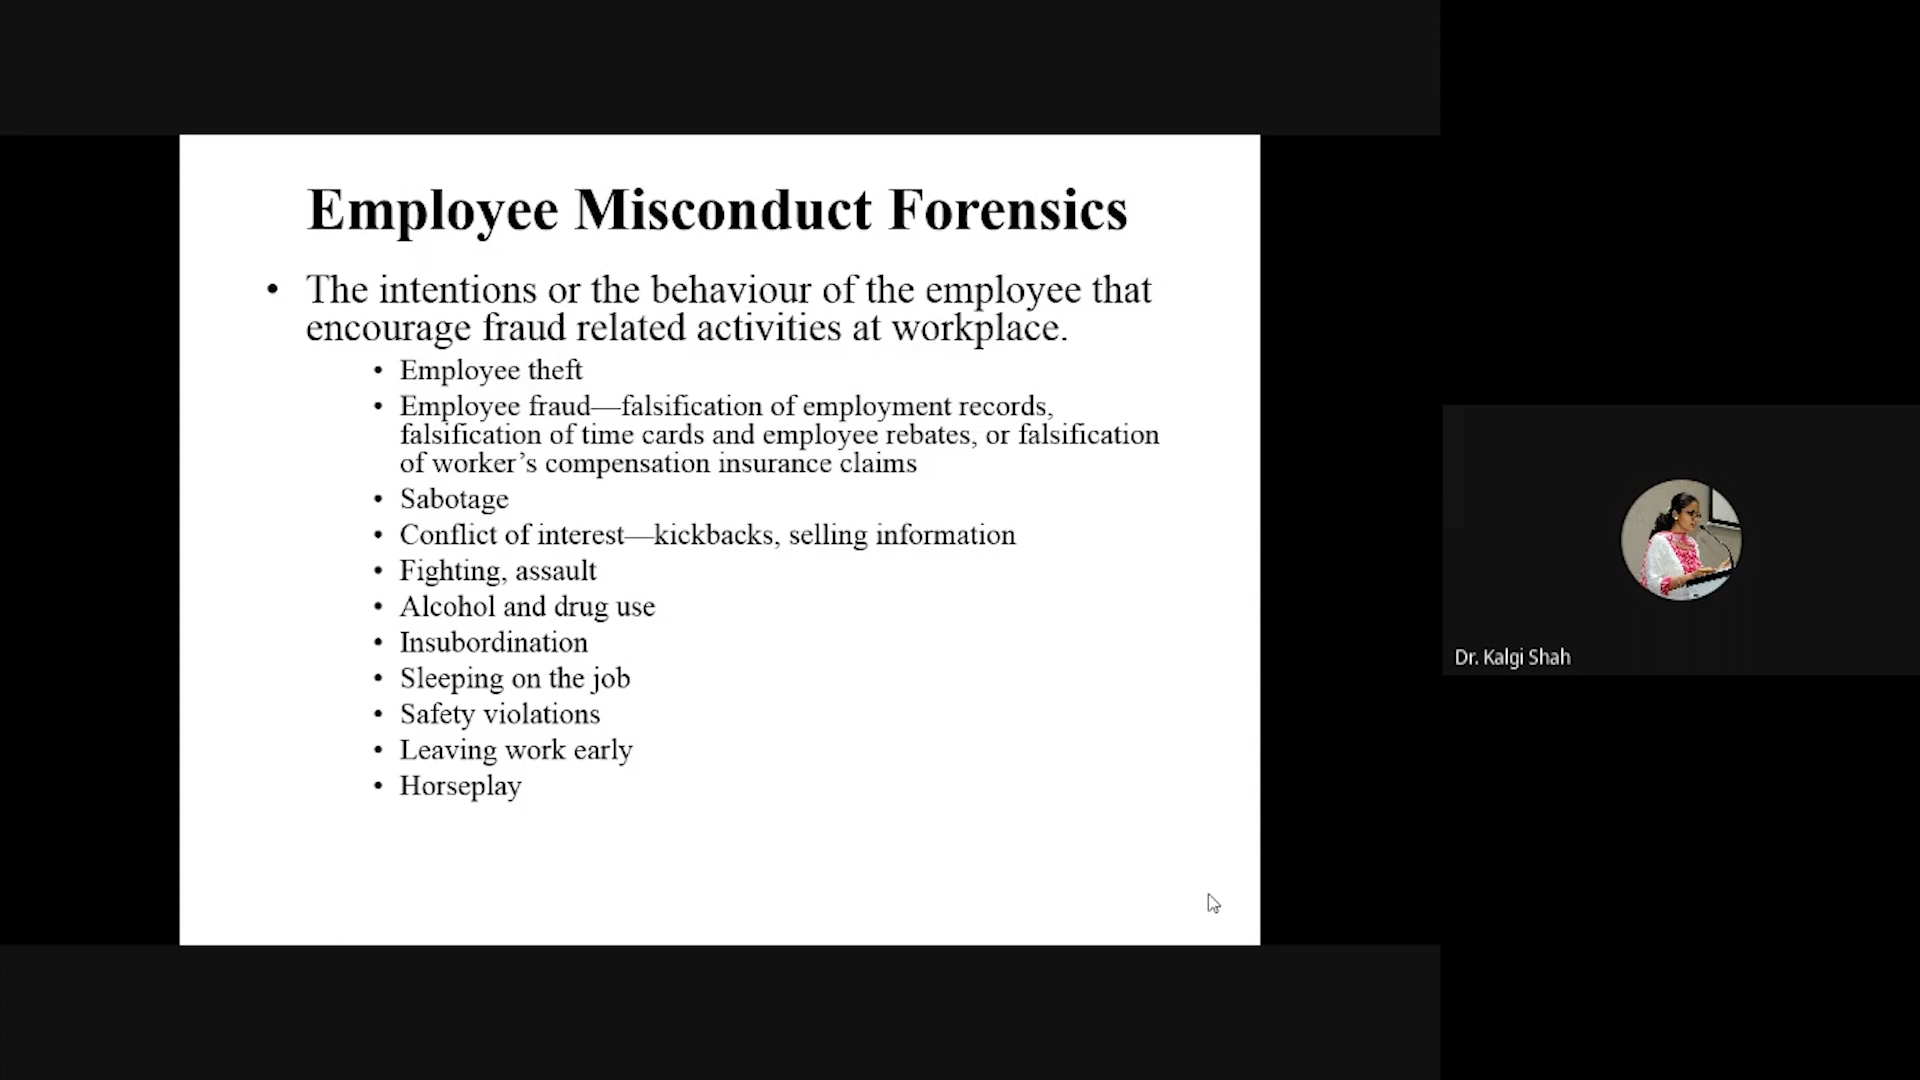 Employee Misconduct Forensics
• The intentions or the behaviour of the employee that
encourage fraud related activities at workplace.
• Employee theft
• Employee fraud—falsification of employment records,
falsification of time cards and employee rebates, or falsification
of worker’s compensation insurance claims
• Sabotage
• Conflict of interest—kickbacks, selling information
• Fighting, assault
• Alcohol and drug use
• Insubordination
• Sleeping on the job
• Safety violations
• Leaving work early
• Horseplay
Dr. Kalgi Shah